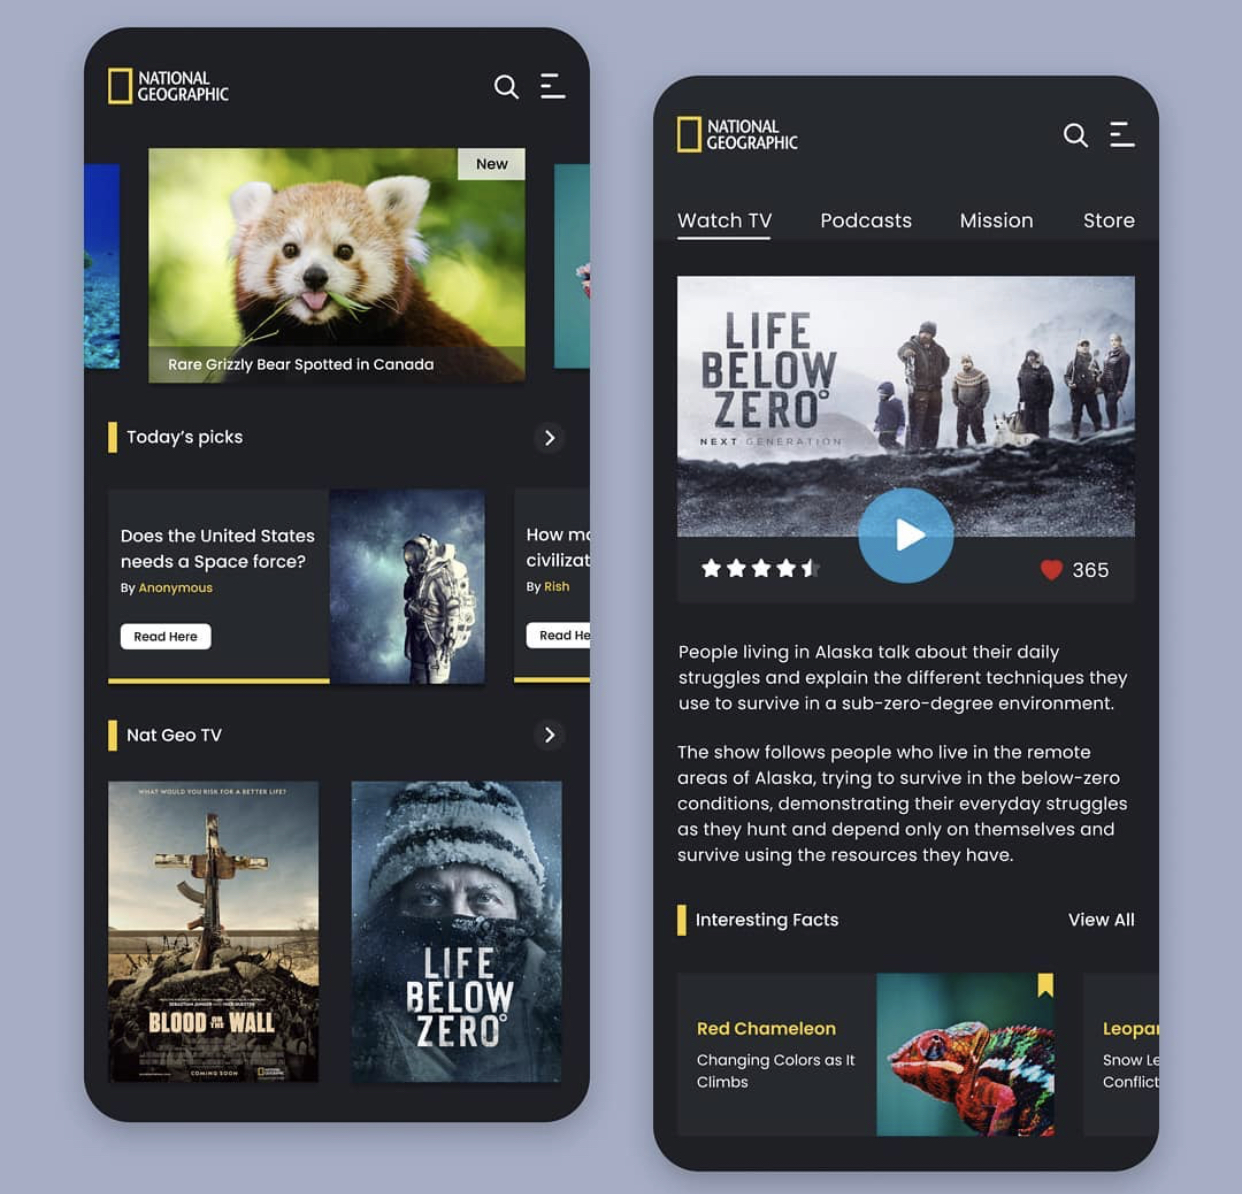 NATIONAL
GEOGRAPHIC
New
Rare Grizzly Bear Spotted in Canada
Today's picks
Does the United States
needs a Space force?
By Anonymous
Read Here
How mo
civilizat
By Rish
Read He
Nat Geo TV
WHAT WOULD YOU RISK FOR A BETTER LIFE?
BLOOD ON THE WALL
COMING SOON
LIFE
BELOW
ZERO°
NATIONAL
GEOGRAPHIC
Watch TV
Podcasts
Mission
Store
LIFE
BELOW
ZERO°
NEXT GENERATION
365
People living in Alaska talk about their daily
struggles and explain the different techniques they
use to survive in a sub-zero-degree environment.
The show follows people who live in the remote
areas of Alaska, trying to survive in the below-zero
conditions, demonstrating their everyday struggles
as they hunt and depend only on themselves and
survive using the resources they have.
Interesting Facts
View All
Red Chameleon
Changing Colors as It
Climbs
Leopar
Snow Le
Conflict